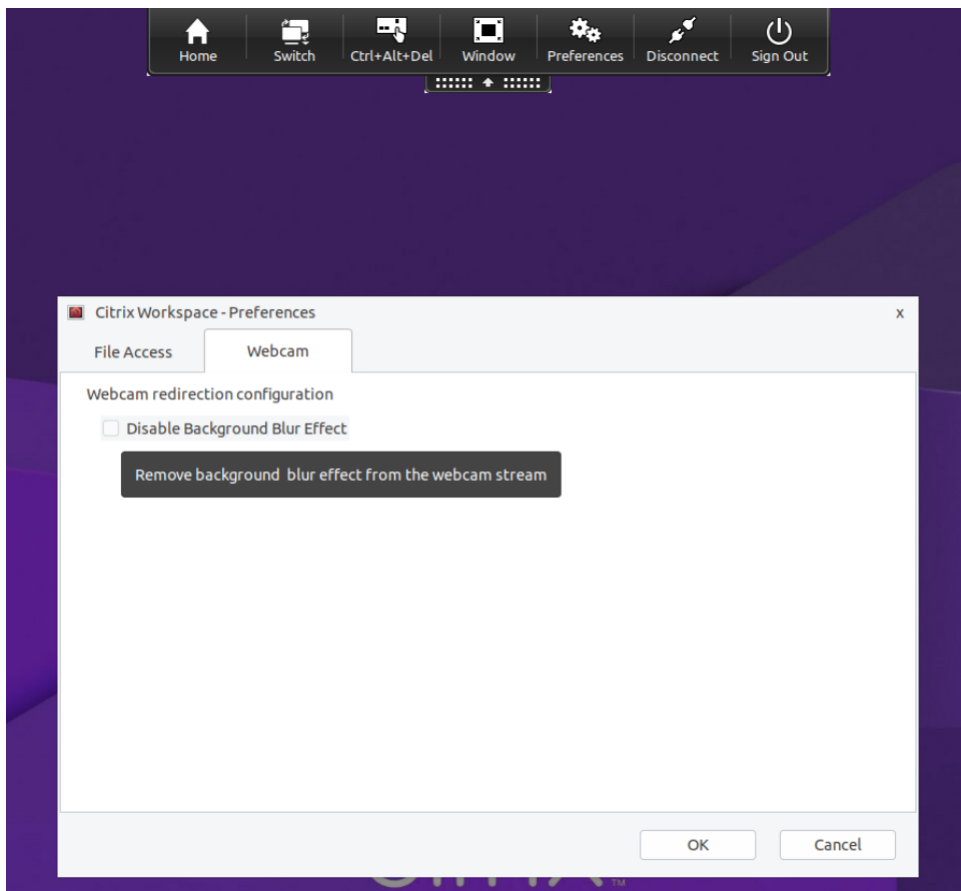 Home Switch Ctrl+Alt+Del Window Preferences Disconnect Sign Out
Citrix Workspace - Preferences x
File Access Webcam
Webcam redirection configuration
Disable Background Blur Effect
Remove background blur effect from the webcam stream
OK Cancel